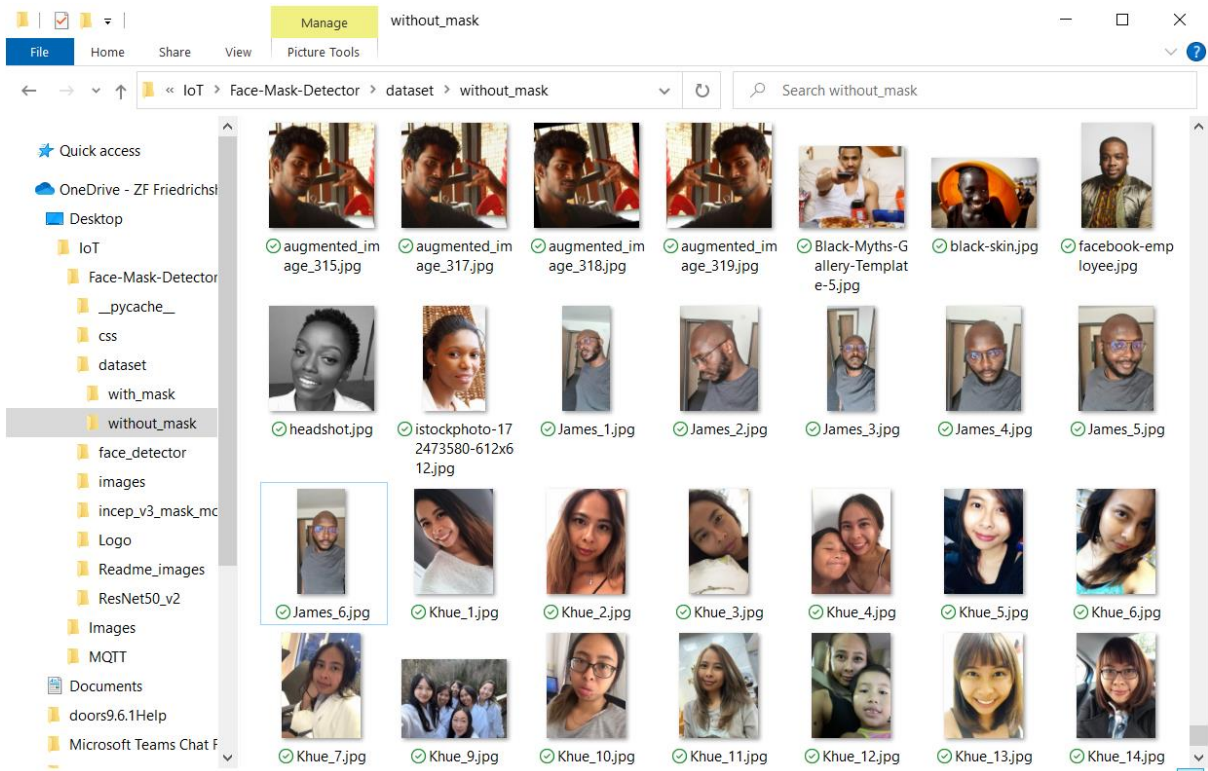 without_mask
Manage
File
Home
Share
View
Picture Tools
« IoT > Face-Mask-Detector > dataset > without_mask
Search without_mask
Quick access
OneDrive - ZF Friedrichsh
Desktop
IoT
Face-Mask-Detector
__pycache__
css
dataset
with_mask
without_mask
face_detector
images
incep_v3_mask_mc
Logo
Readme_images
ResNet50_v2
Images
MQTT
Documents
doors9.6.1Help
Microsoft Teams Chat F
augmented_im
age_315.jpg
augmented_im
age_317.jpg
augmented_im
age_318.jpg
augmented_im
age_319.jpg
Black-Myths-G
allery-Templat
e-5.jpg
black-skin.jpg
facebook-emp
loyee.jpg
headshot.jpg
istockphoto-17
2473580-612x6
12.jpg
James_1.jpg
James_2.jpg
James_3.jpg
James_4.jpg
James_5.jpg
James_6.jpg
Khue_1.jpg
Khue_2.jpg
Khue_3.jpg
Khue_4.jpg
Khue_5.jpg
Khue_6.jpg
Khue_7.jpg
Khue_9.jpg
Khue_10.jpg
Khue_11.jpg
Khue_12.jpg
Khue_13.jpg
Khue_14.jpg